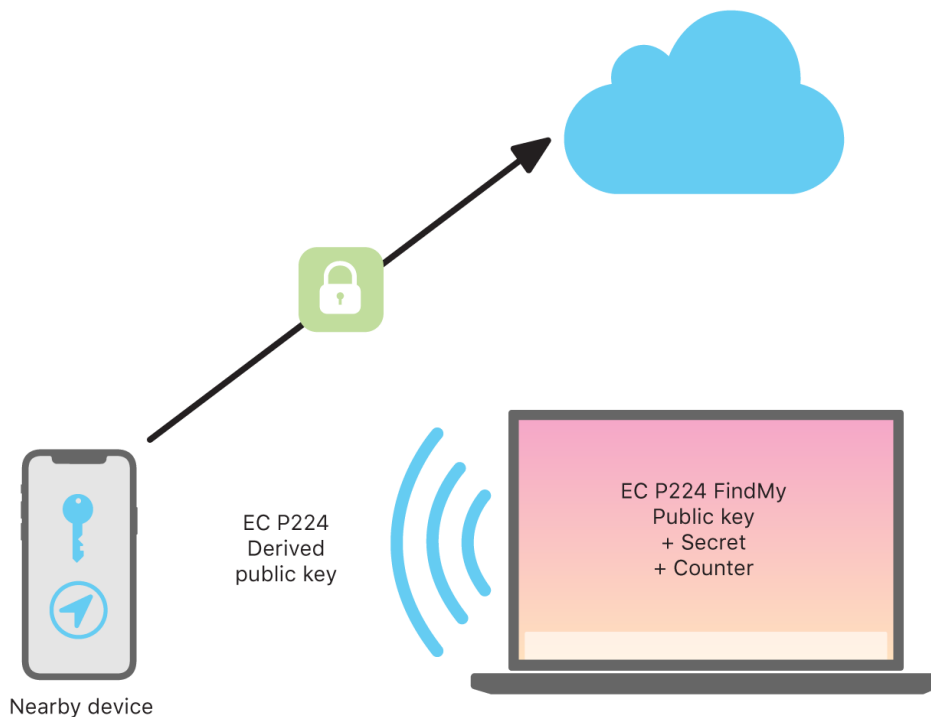 EC P224 FindMy
Public key
+ Secret
+ Counter
EC P224
Derived
public key
Nearby device